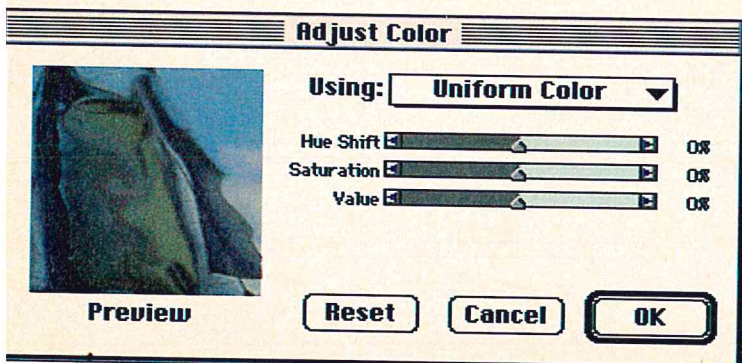 Adjust Color
Using: Uniform Color
Hue Shift 0%
Saturation 0%
Value 0%
Preview
Reset Cancel OK